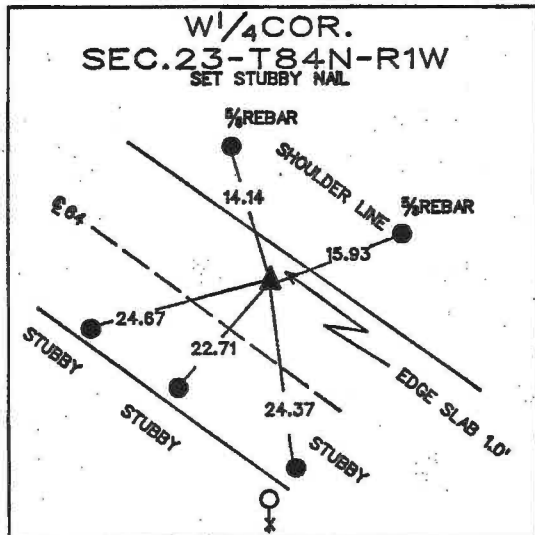 W1/4COR.
SEC.23-T84N-R1W
SET STUBBY NAIL
5/8REBAR
SHOULDER LINE
5/8REBAR
14.14
15.93
℄ 64
24.67
22.71
24.37
EDGE SLAB 1.0'
STUBBY
STUBBY
STUBBY